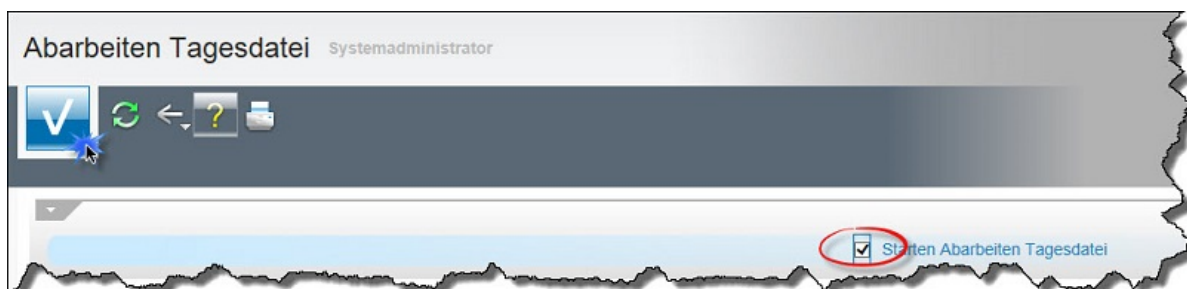 Abarbeiten Tagesdatei Systemadministrator
?
Starten Abarbeiten Tagesdatei